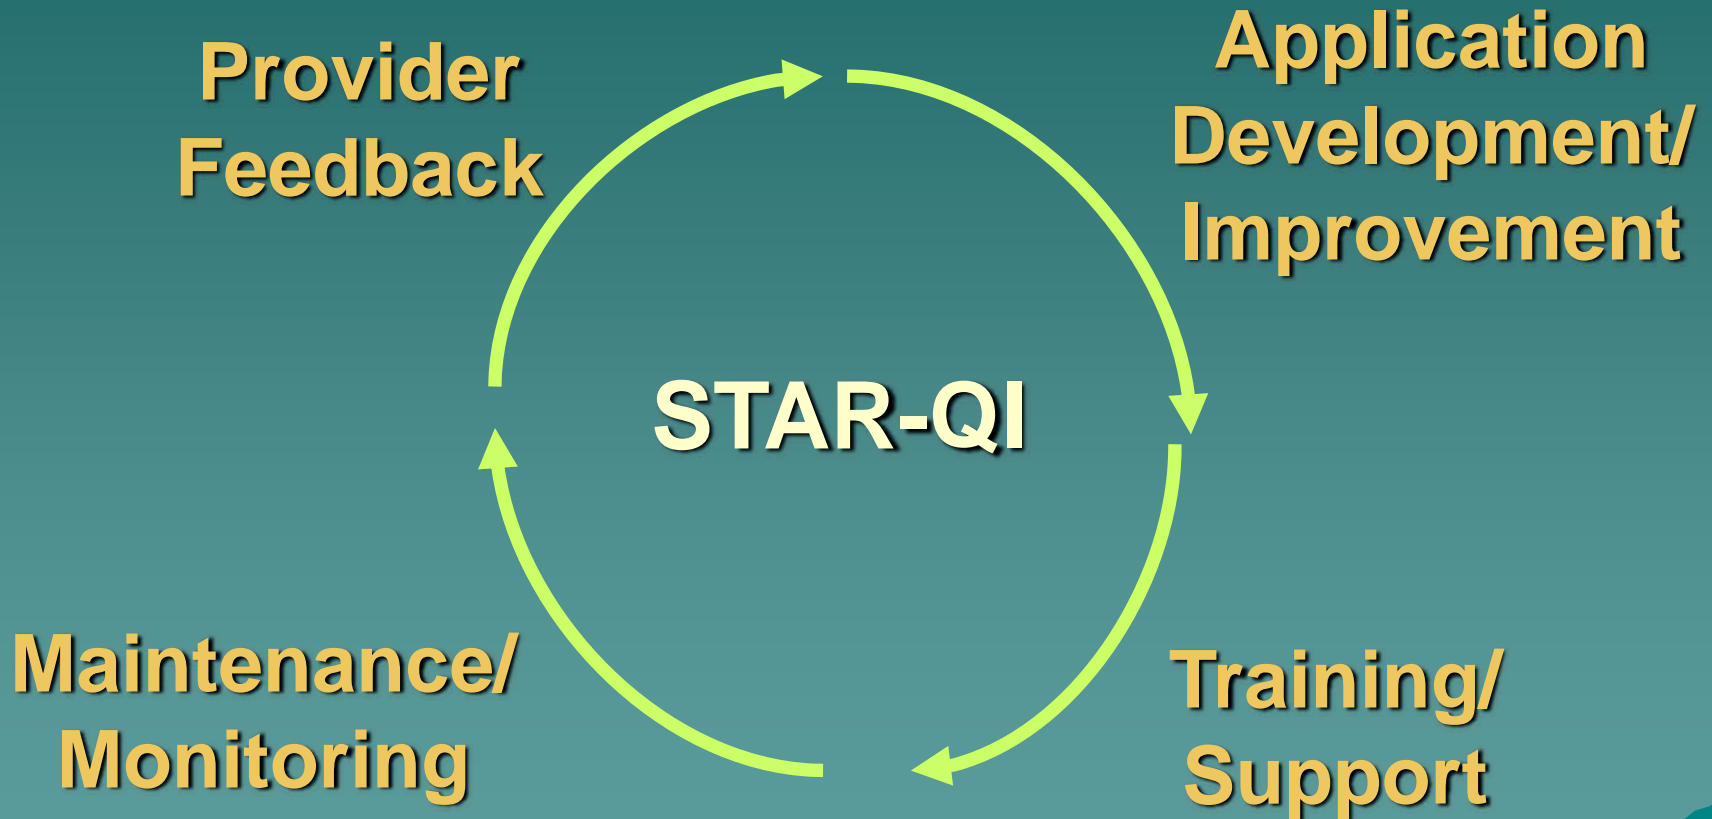 Provider
Feedback
Application
Development/
Improvement
STAR-QI
Maintenance/
Monitoring
Training/
Support